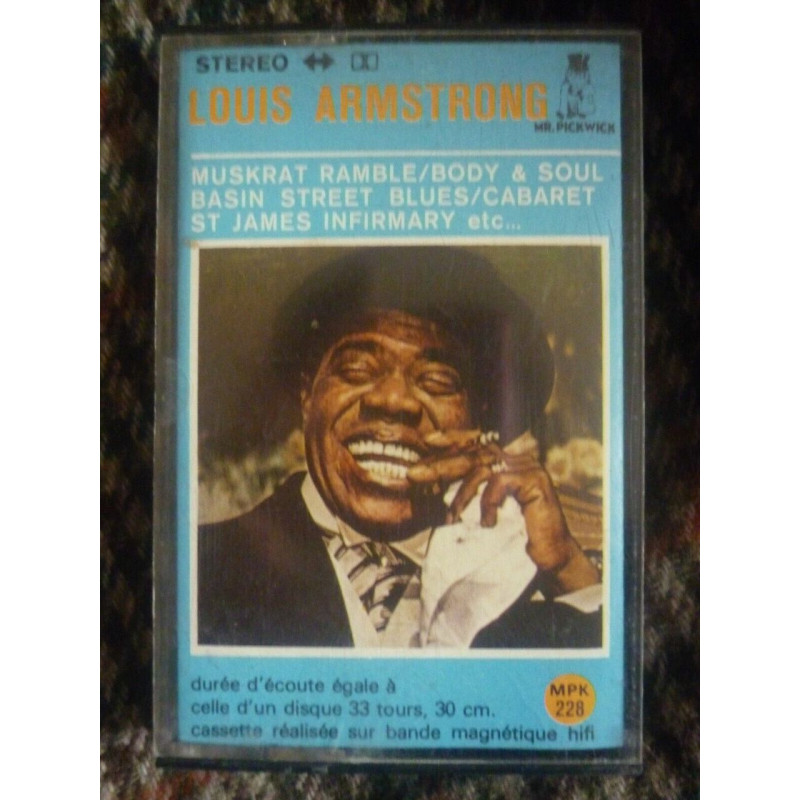 STEREO
LOUIS ARMSTRONG
MR. PICKWICK
MUSKRAT RAMBLE/BODY & SOUL
BASIN STREET BLUES/CABARET
ST JAMES INFIRMARY etc...
durée d'écoute égale à
celle d'un disque 33 tours, 30 cm.
cassette réalisée sur bande magnétique hifi
MPK
228